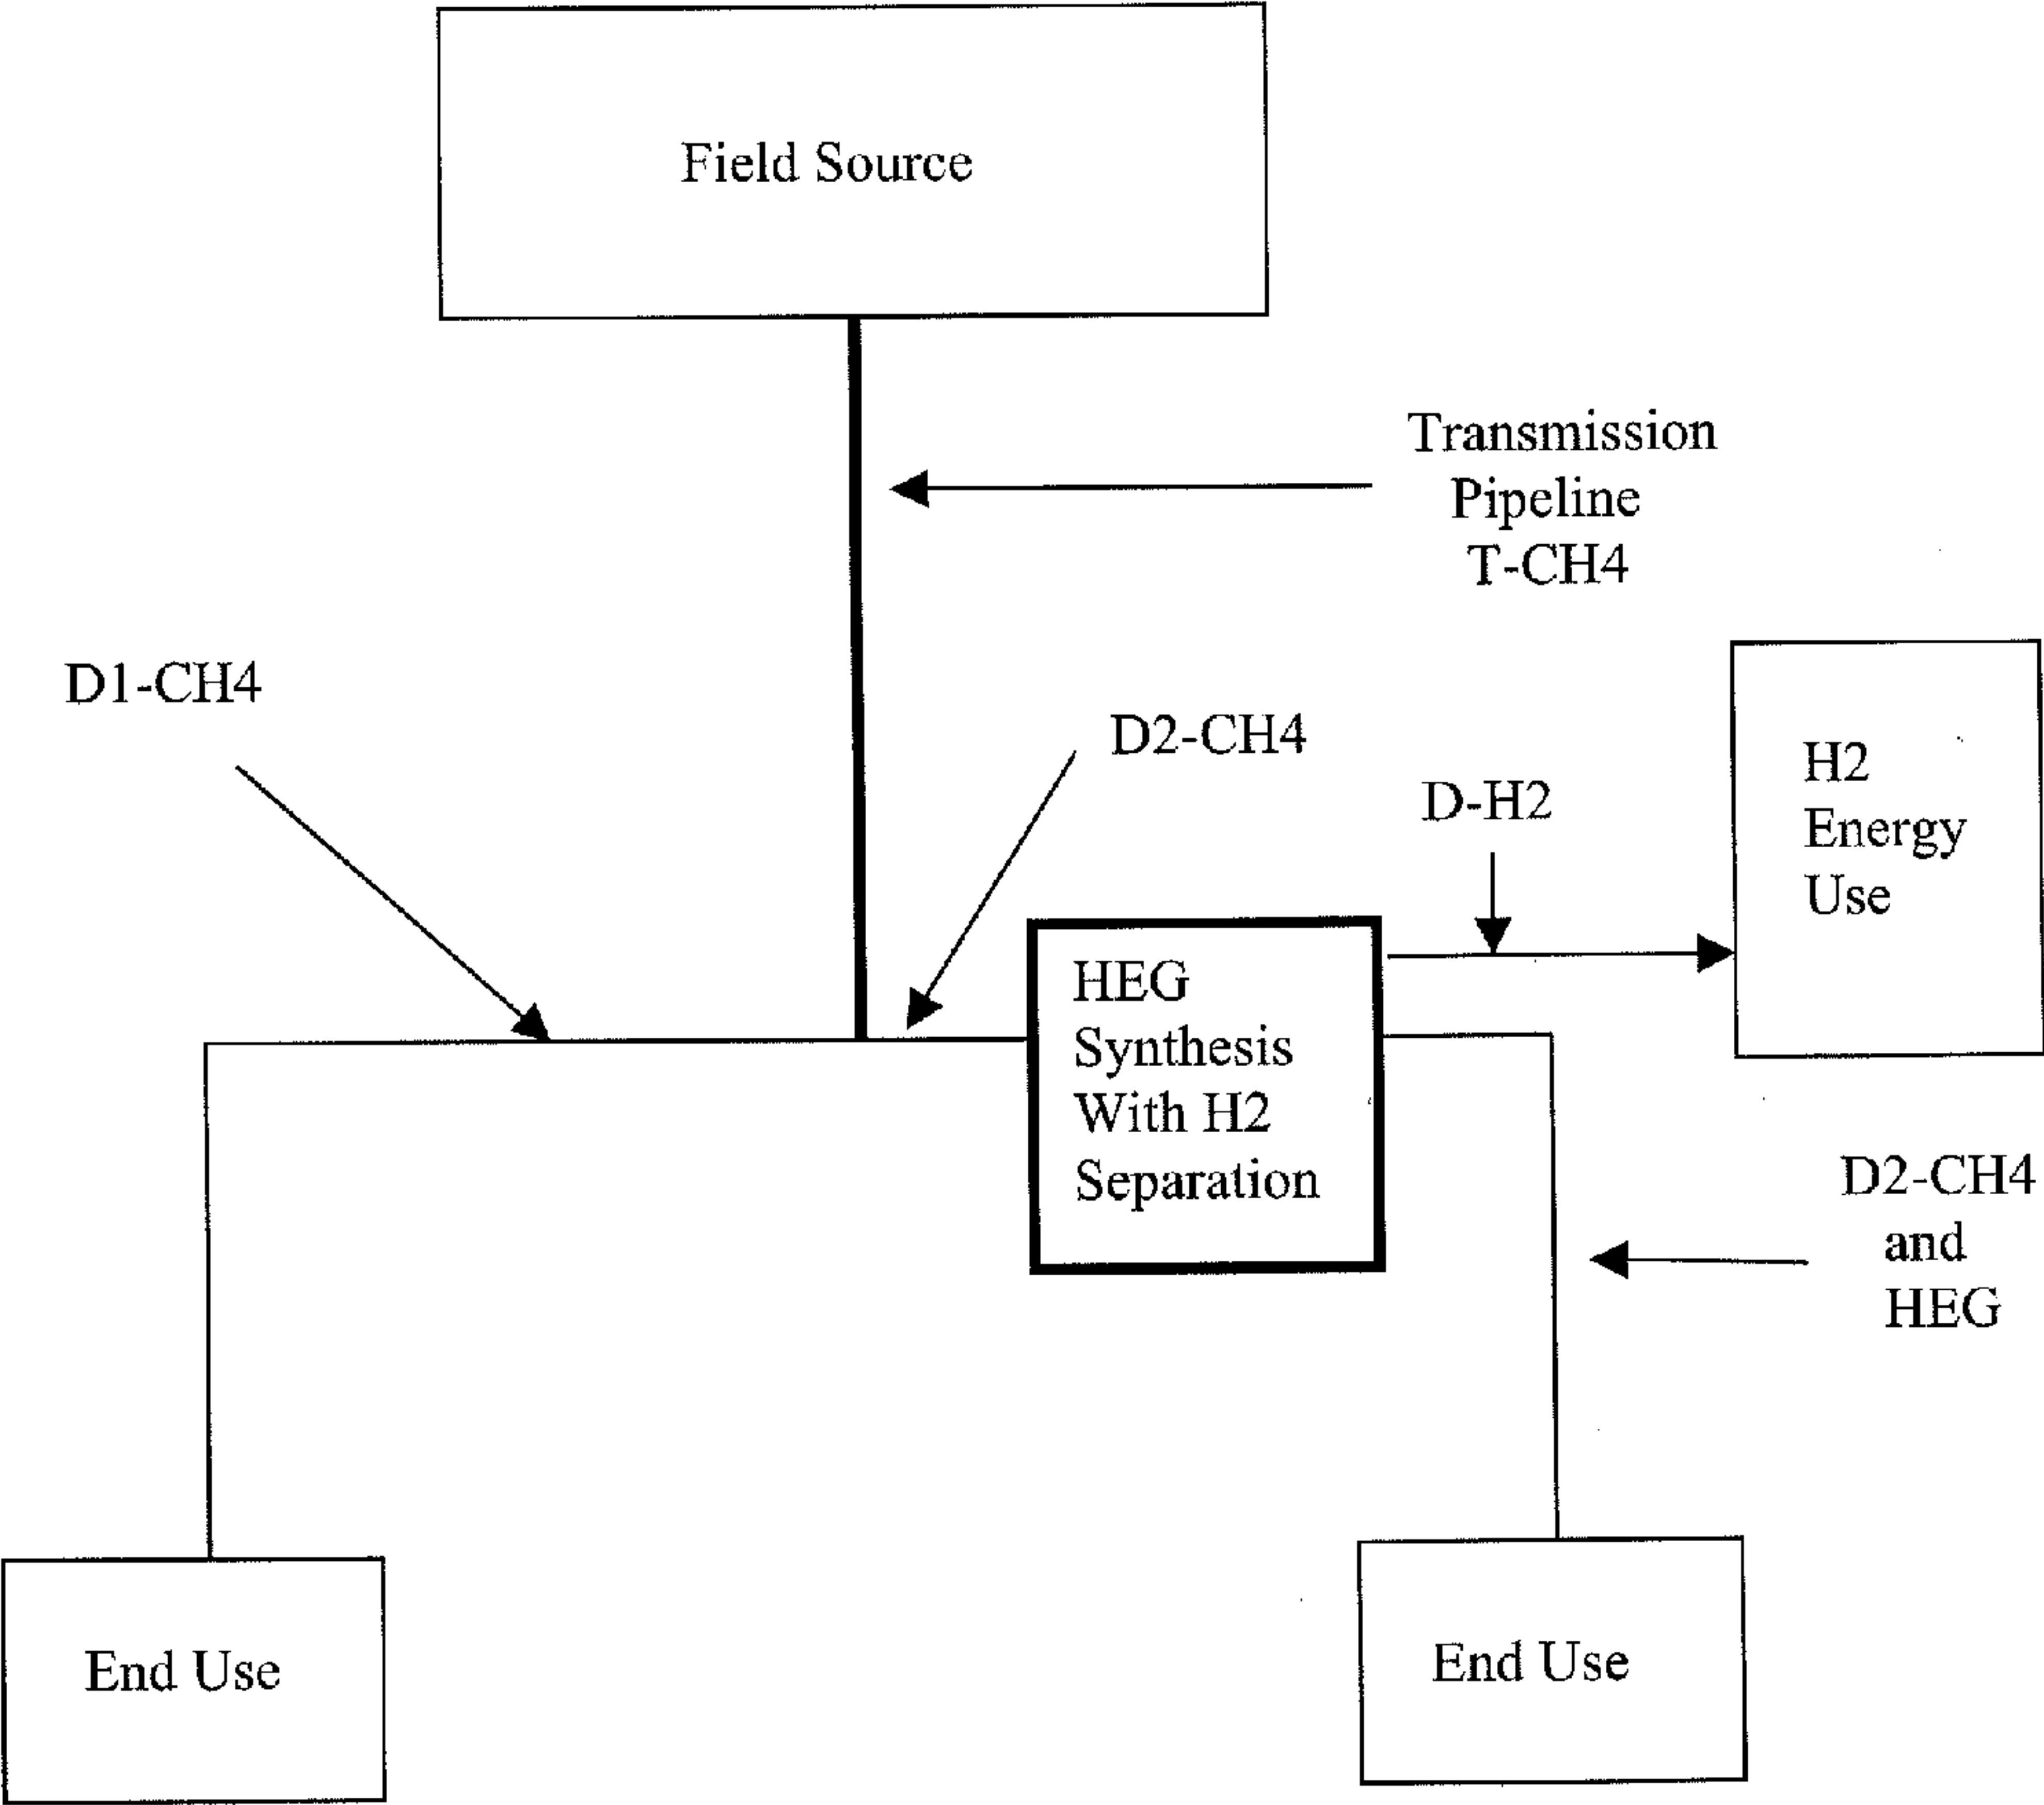 Field Source
Transmission
Pipeline
T-CH4
D1-CH4
D2-CH4
D-H2
H2
Energy
Use
HEG
Synthesis
With H2
Separation
D2-CH4
and
HEG
End Use
End Use